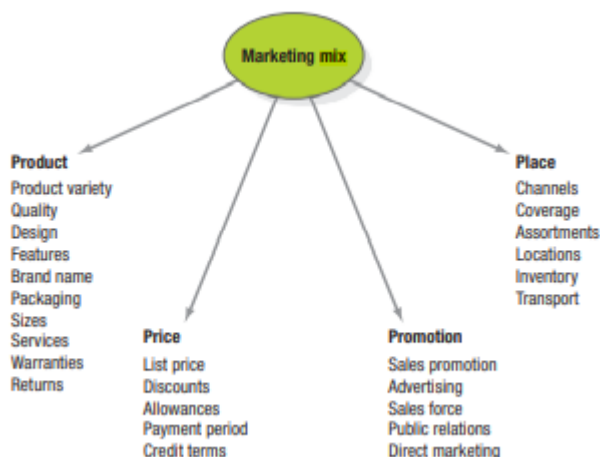 Marketing mix
Product
Product variety
Quality
Design
Features
Brand name
Packaging
Sizes
Services
Warranties
Returns
Price
List price
Discounts
Allowances
Payment period
Credit terms
Promotion
Sales promotion
Advertising
Sales force
Public relations
Direct marketing
Place
Channels
Coverage
Assortments
Locations
Inventory
Transport